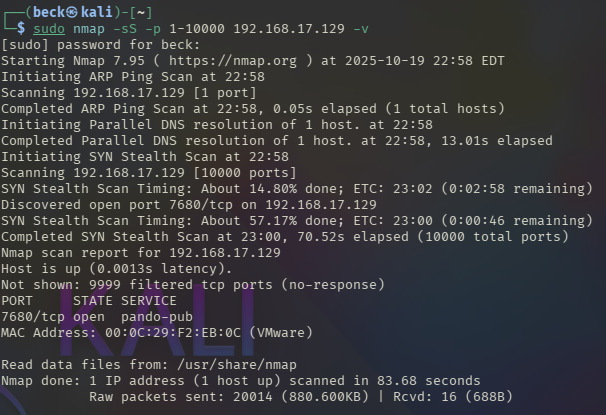 ┌──(beck㉿kali)-[~]
└─$ sudo nmap -sS -p 1-10000 192.168.17.129 -v
[sudo] password for beck:
Starting Nmap 7.95 ( https://nmap.org ) at 2025-10-19 22:58 EDT
Initiating ARP Ping Scan at 22:58
Scanning 192.168.17.129 [1 port]
Completed ARP Ping Scan at 22:58, 0.05s elapsed (1 total hosts)
Initiating Parallel DNS resolution of 1 host. at 22:58
Completed Parallel DNS resolution of 1 host. at 22:58, 13.01s elapsed
Initiating SYN Stealth Scan at 22:58
Scanning 192.168.17.129 [10000 ports]
SYN Stealth Scan Timing: About 14.80% done; ETC: 23:02 (0:02:58 remaining)
Discovered open port 7680/tcp on 192.168.17.129
SYN Stealth Scan Timing: About 57.17% done; ETC: 23:00 (0:00:46 remaining)
Completed SYN Stealth Scan at 23:00, 70.52s elapsed (10000 total ports)
Nmap scan report for 192.168.17.129
Host is up (0.0013s latency).
Not shown: 9999 filtered tcp ports (no-response)
PORT     STATE SERVICE
7680/tcp open  pando-pub
MAC Address: 00:0C:29:F2:EB:0C (VMware)
KALI
Read data files from: /usr/share/nmap
Nmap done: 1 IP address (1 host up) scanned in 83.68 seconds
Raw packets sent: 20014 (880.600KB) | Rcvd: 16 (688B)